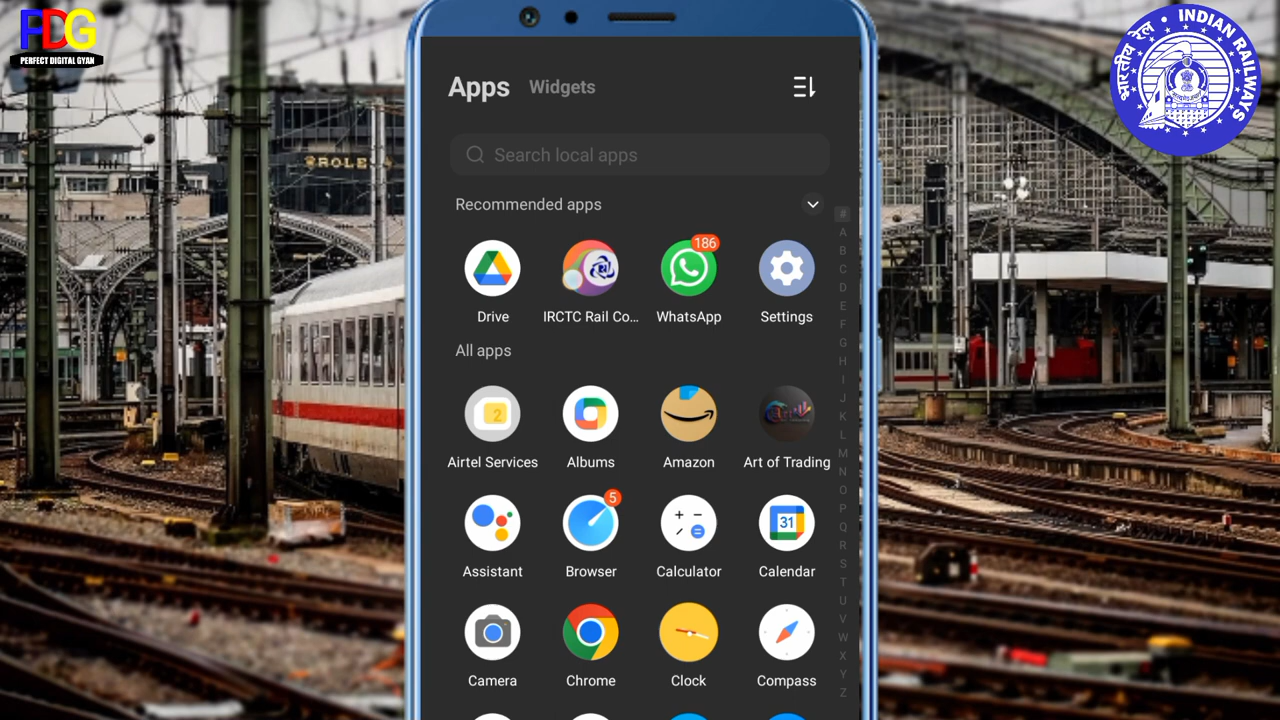 PDG
PERFECT DIGITAL GYAN
भारतीय रेल • INDIAN RAILWAYS
ROLEX
Apps Widgets
Search local apps
Recommended apps
186
Drive
IRCTC Rail Co...
WhatsApp
Settings
All apps
2
Airtel Services
Albums
Amazon
Art of Trading
5
31
Assistant
Browser
Calculator
Calendar
Camera
Chrome
Clock
Compass
#
A
B
C
D
E
F
G
H
I
J
K
L
M
N
O
P
Q
R
S
T
U
V
W
X
Y
Z